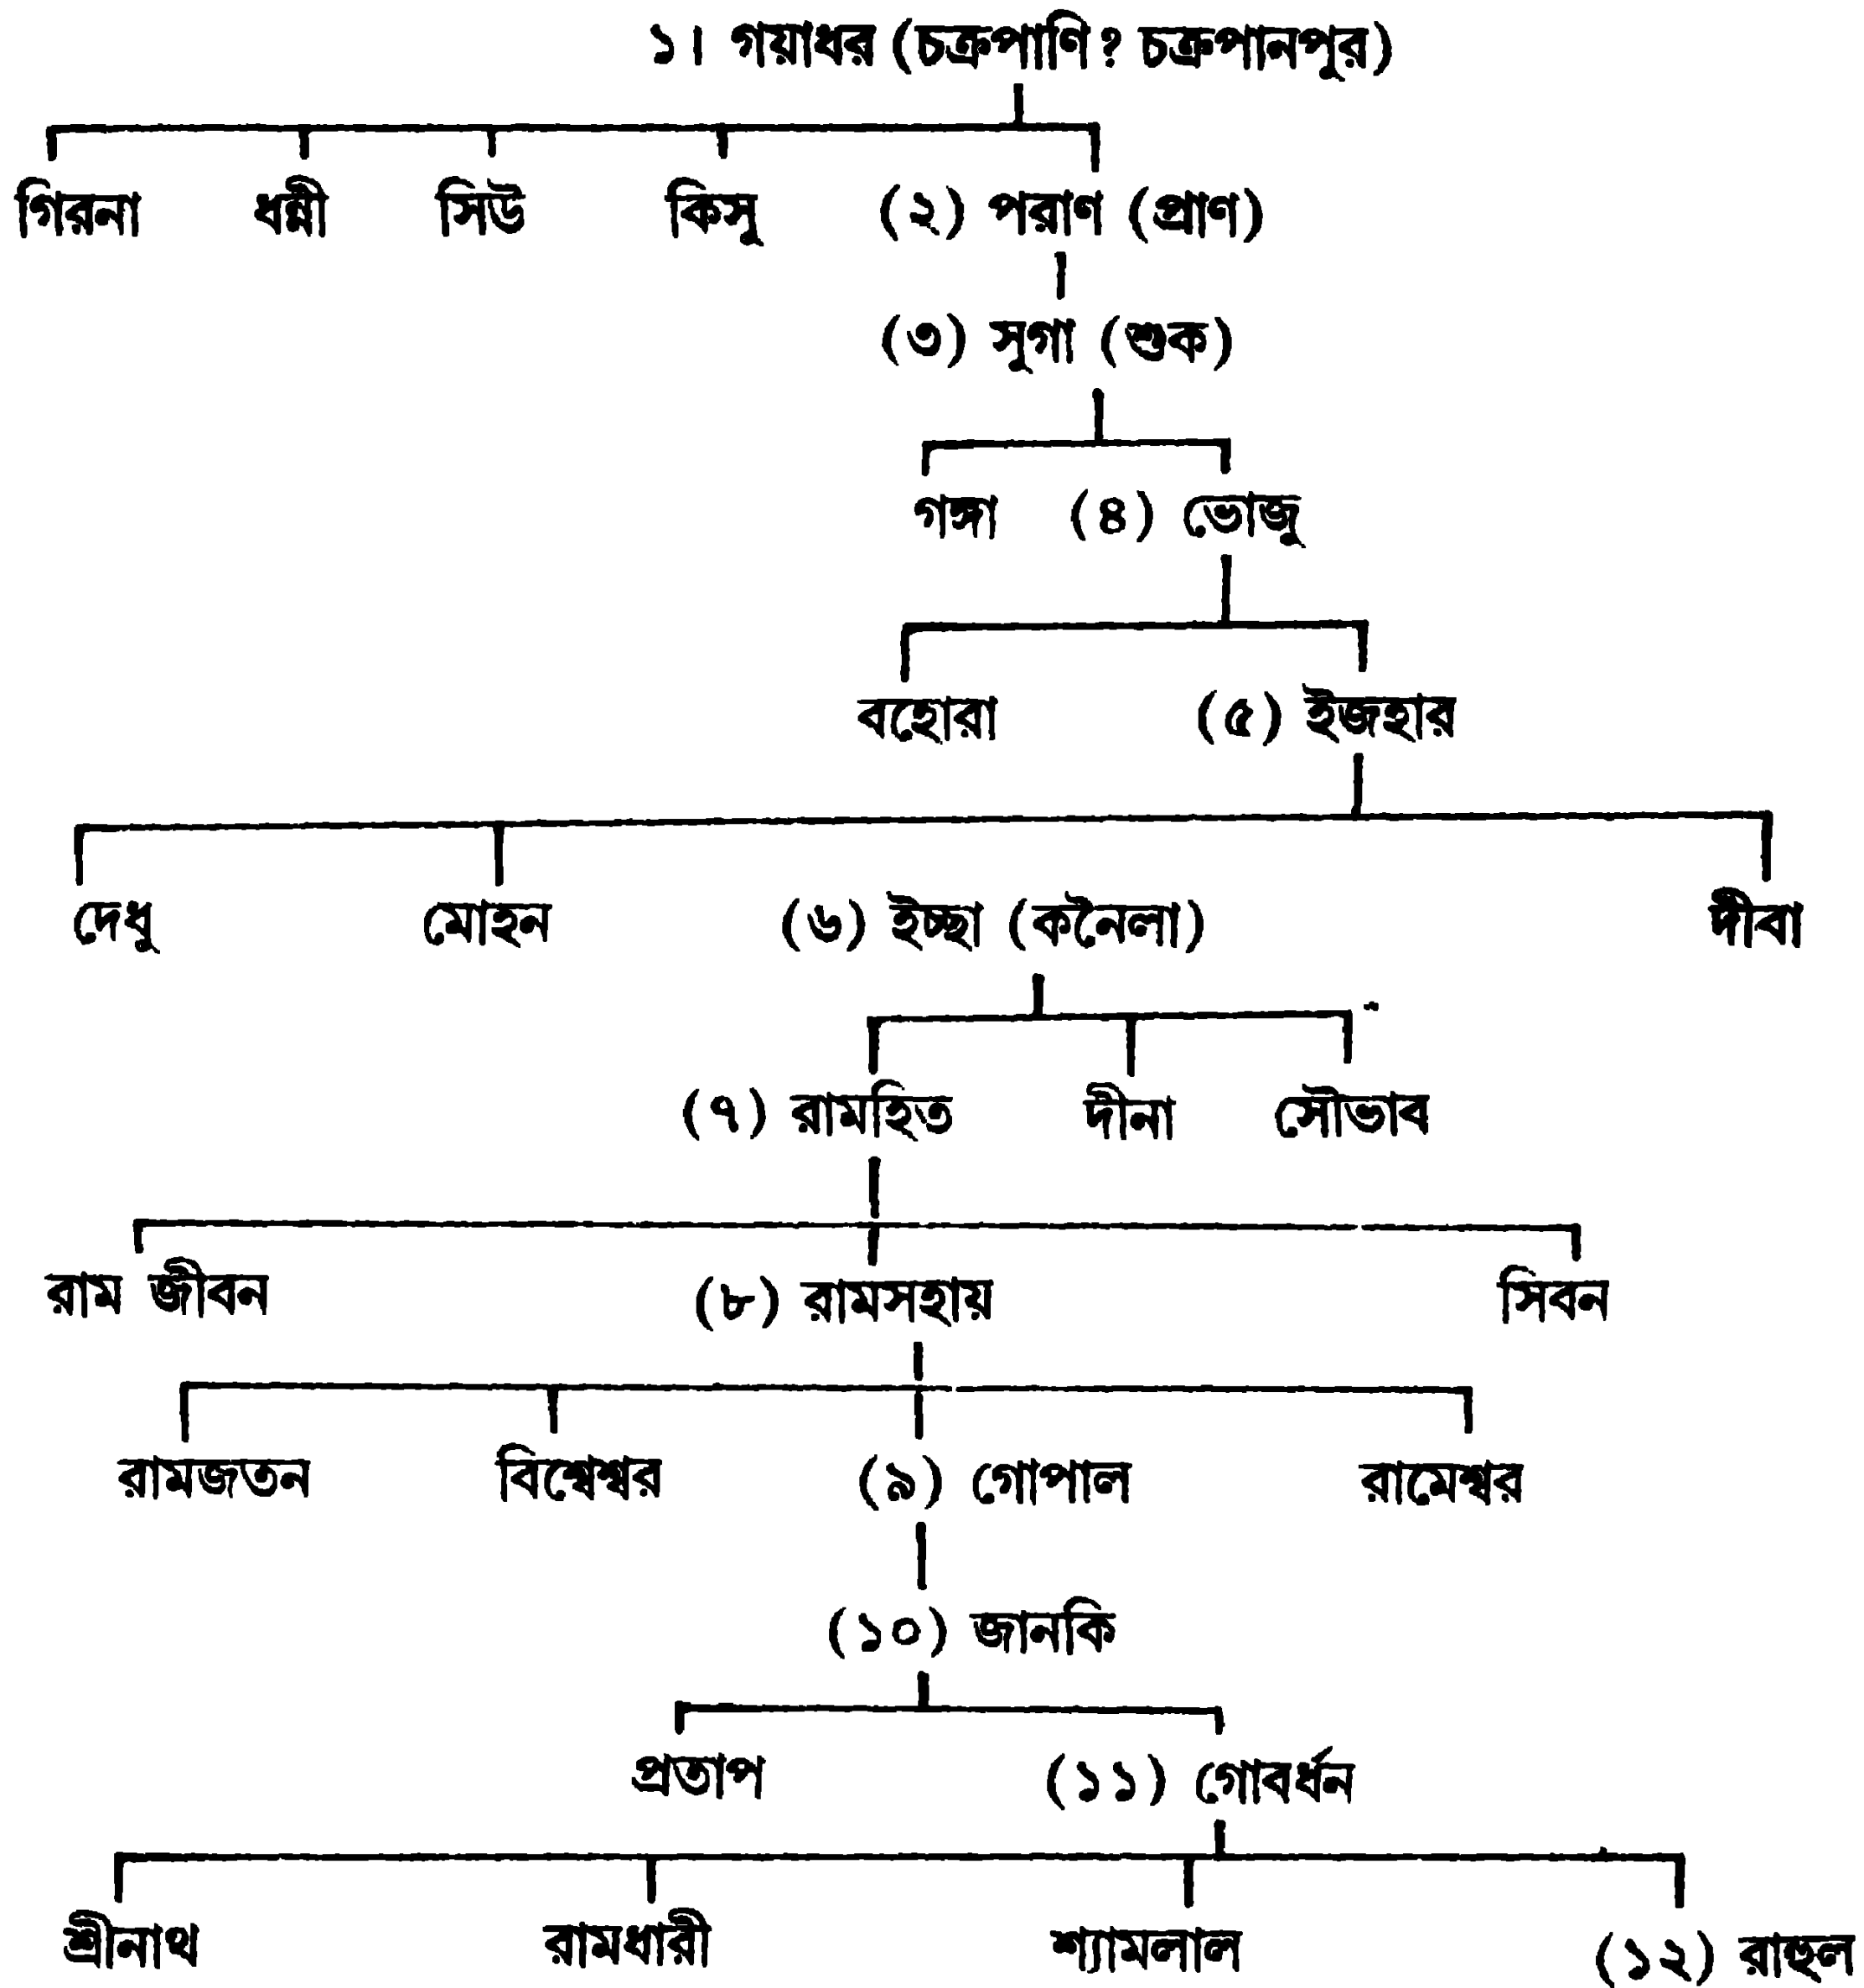 ১। গয়াধর (চক্রপাণি? চক্রপানপুর)
গিরনা ধন্নী সিউ কিসু (২) পরাণ (প্রাণ)
(৩) সুগা (শুক)
গঙ্গা (৪) ভোজু
বহোরা (৫) ইজহার
দেধু মোহন (৬) ইচ্ছা (কনৈলা) দীবা
(৭) রামহিত দীনা সৌভাব
রাম জীবন (৮) রামসহায় সিবন
রামজতন বিশ্বেশ্বর (৯) গোপাল রামেশ্বর
(১০) জানকি
প্রতাপ (১১) গোবর্ধন
শ্রীনাথ রামধারী শ্যামলাল (১২) রাহুল